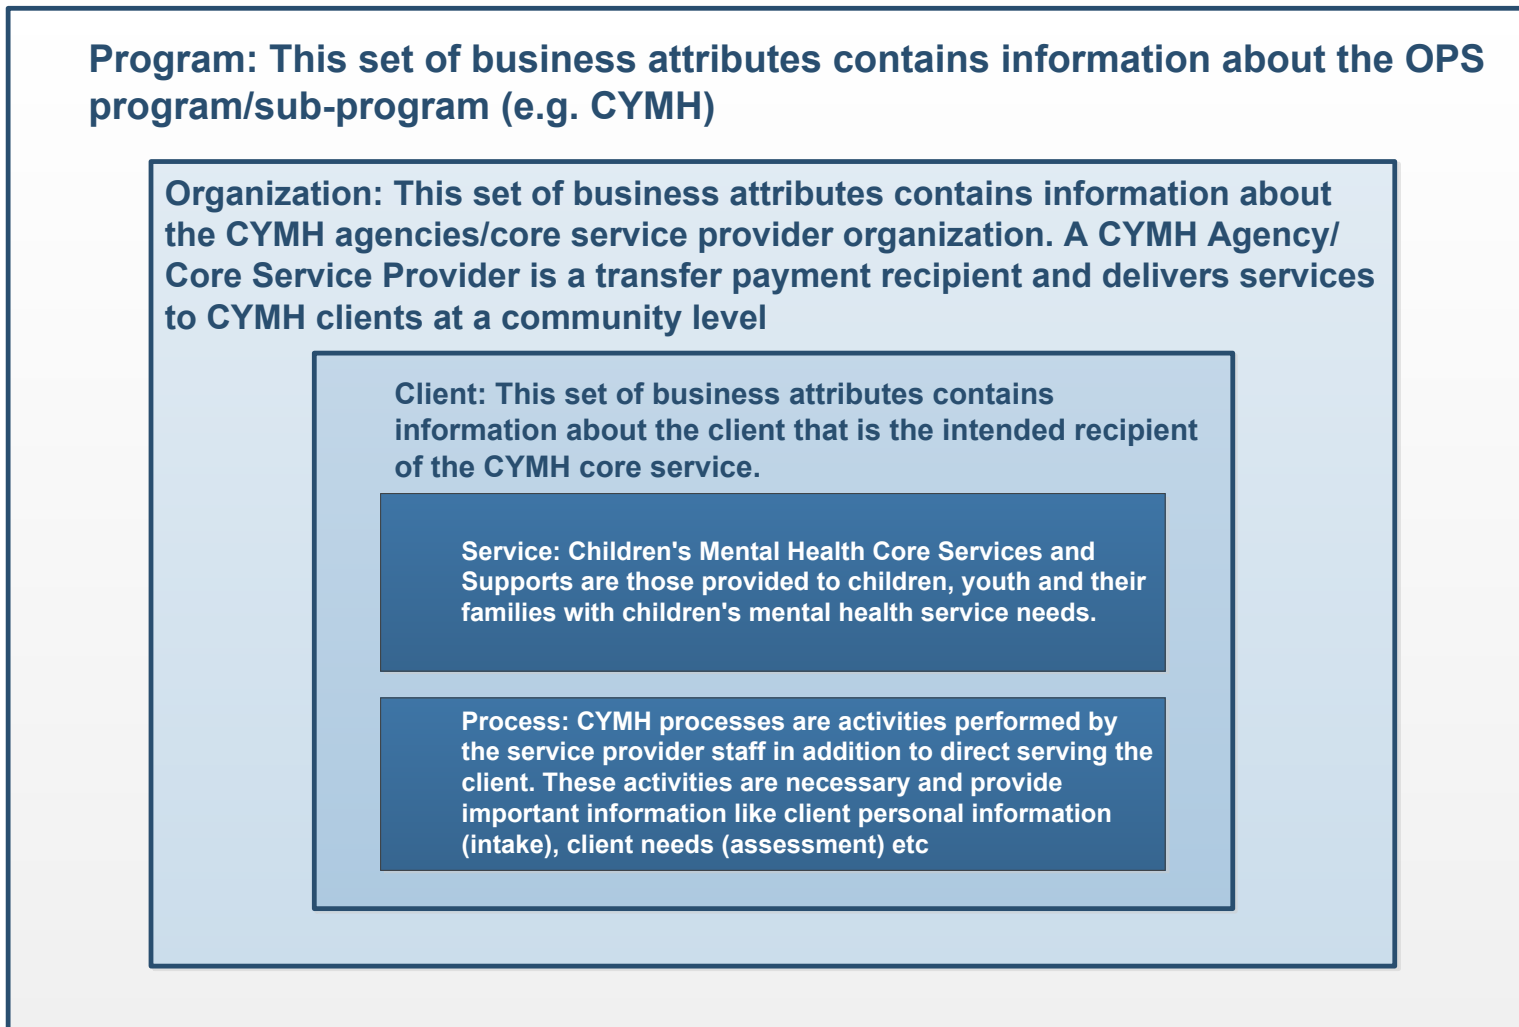 Program: This set of business attributes contains information about the OPS
program/sub-program (e.g. CYMH)
Organization: This set of business attributes contains information about
the CYMH agencies/core service provider organization. A CYMH Agency/
Core Service Provider is a transfer payment recipient and delivers services
to CYMH clients at a community level
Client: This set of business attributes contains
information about the client that is the intended recipient
of the CYMH core service.
Service: Children's Mental Health Core Services and
Supports are those provided to children, youth and their
families with children's mental health service needs.
Process: CYMH processes are activities performed by
the service provider staff in addition to direct serving the
client. These activities are necessary and provide
important information like client personal information
(intake), client needs (assessment) etc